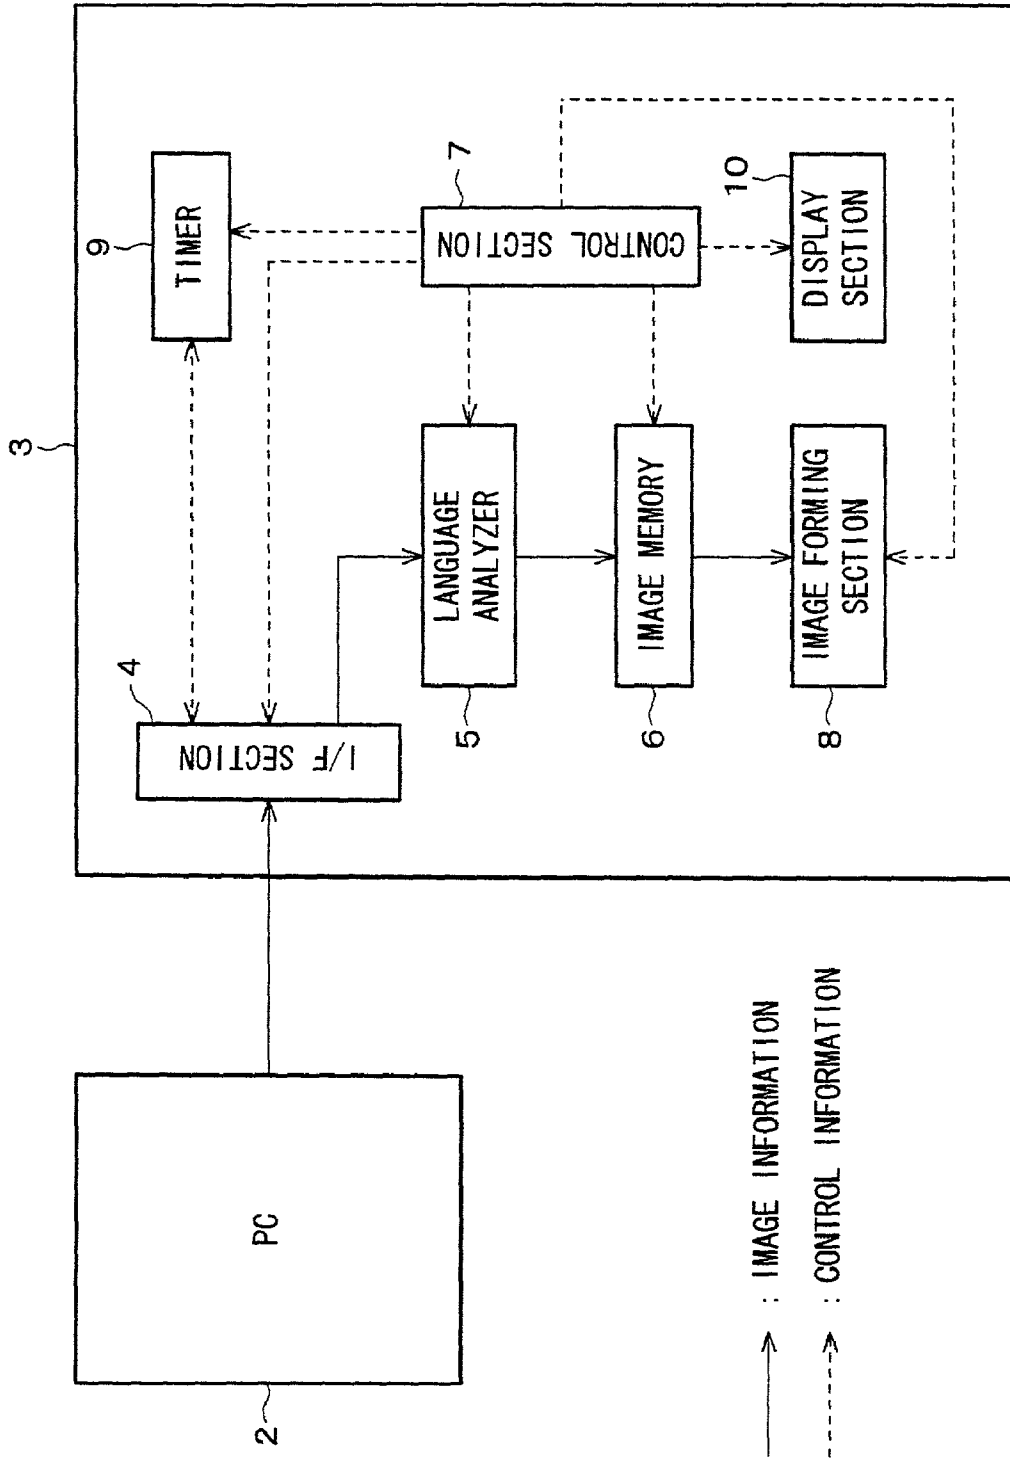 3
9
TIMER
7
CONTROL SECTION
10
DISPLAY
SECTION
4
I/F SECTION
LANGUAGE
ANALYZER
5
IMAGE MEMORY
6
IMAGE FORMING
SECTION
8
PC
2
: IMAGE INFORMATION
: CONTROL INFORMATION